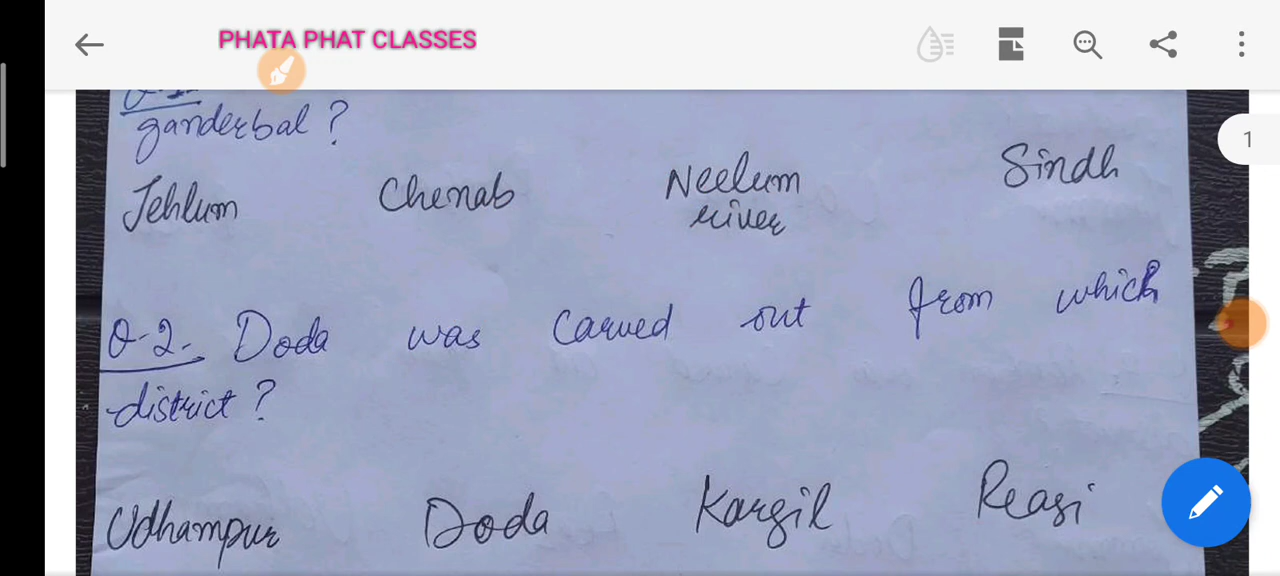 PHATA PHAT CLASSES
ganderbal ?
Jehlum Chenab Neelum river Sindh
1
Q-2. Doda was Carved out from which
district ?
Udhampur Doda Kargil Reasi